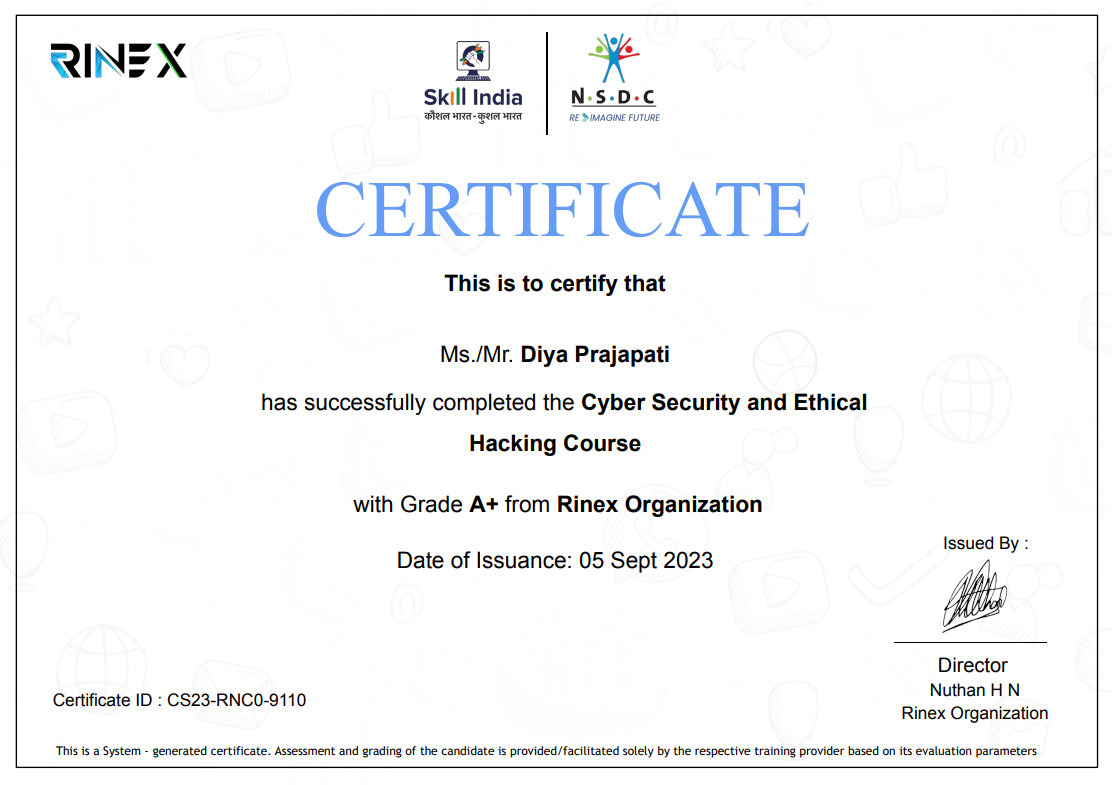 RINEX
Skill India
कौशल भारत - कुशल भारत
N·S·D·C
RE IMAGINE FUTURE
CERTIFICATE
This is to certify that
Ms./Mr. Diya Prajapati
has successfully completed the Cyber Security and Ethical
Hacking Course
with Grade A+ from Rinex Organization
Date of Issuance: 05 Sept 2023
Issued By :
Director
Nuthan H N
Rinex Organization
Certificate ID : CS23-RNC0-9110
This is a System - generated certificate. Assessment and grading of the candidate is provided/facilitated solely by the respective training provider based on its evaluation parameters